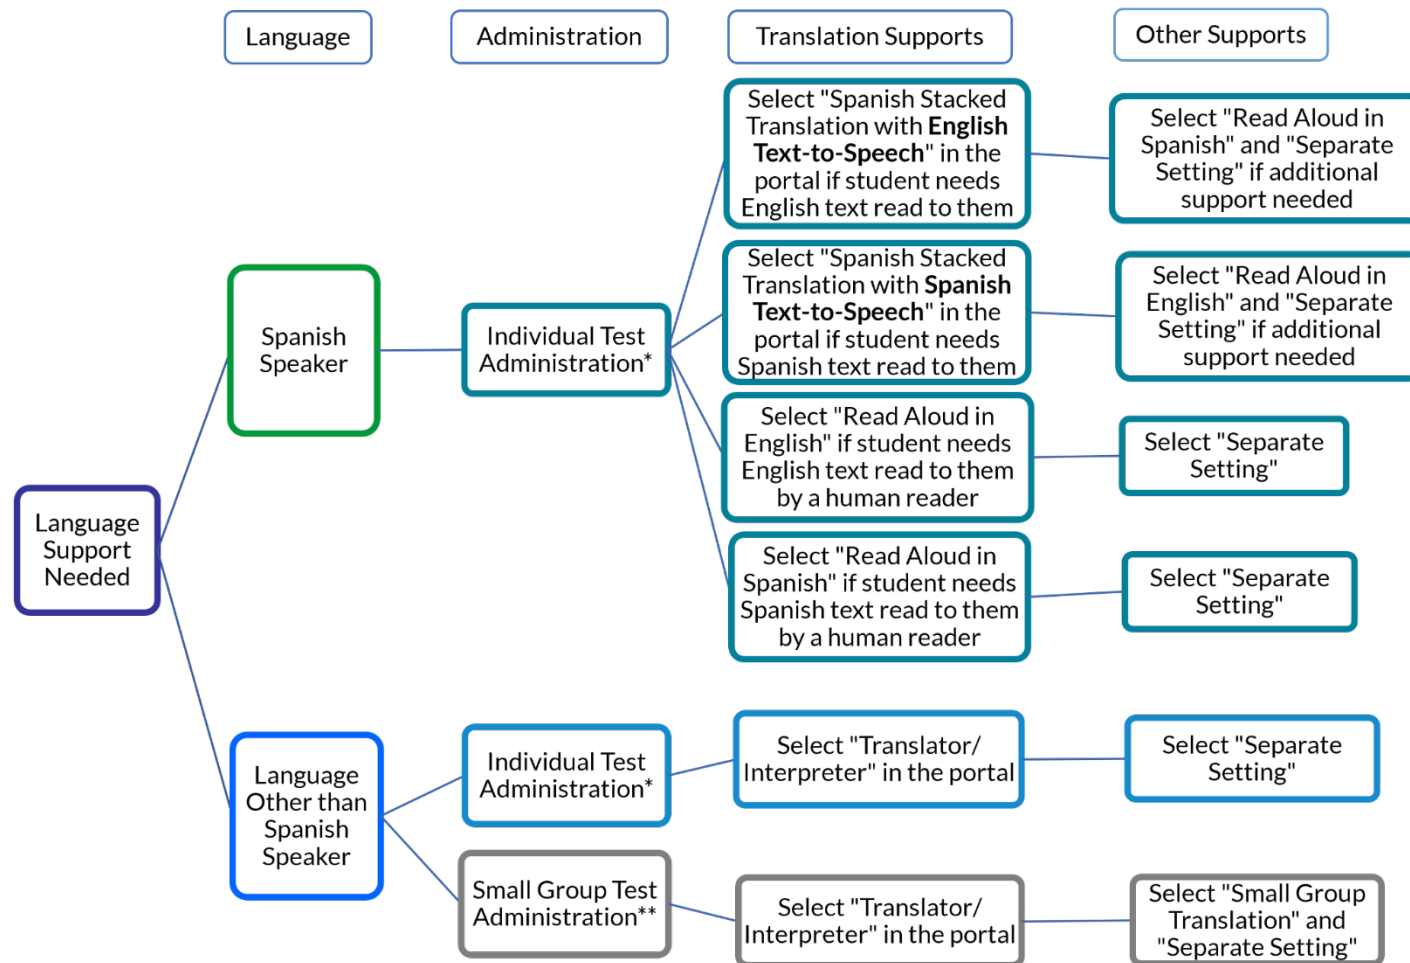 Language
Administration
Translation Supports
Other Supports
Language
Support
Needed
Spanish
Speaker
Individual Test
Administration*
Select "Spanish Stacked
Translation with English
Text-to-Speech" in the
portal if student needs
English text read to them
Select "Read Aloud in
Spanish" and "Separate
Setting" if additional
support needed
Select "Spanish Stacked
Translation with Spanish
Text-to-Speech" in the
portal if student needs
Spanish text read to them
Select "Read Aloud in
English" and "Separate
Setting" if additional
support needed
Select "Read Aloud in
English" if student needs
English text read to them
by a human reader
Select "Separate
Setting"
Select "Read Aloud in
Spanish" if student needs
Spanish text read to them
by a human reader
Select "Separate
Setting"
Language
Other than
Spanish
Speaker
Individual Test
Administration*
Select "Translator/
Interpreter" in the portal
Select "Separate
Setting"
Small Group Test
Administration**
Select "Translator/
Interpreter" in the portal
Select "Small Group
Translation" and
"Separate Setting"